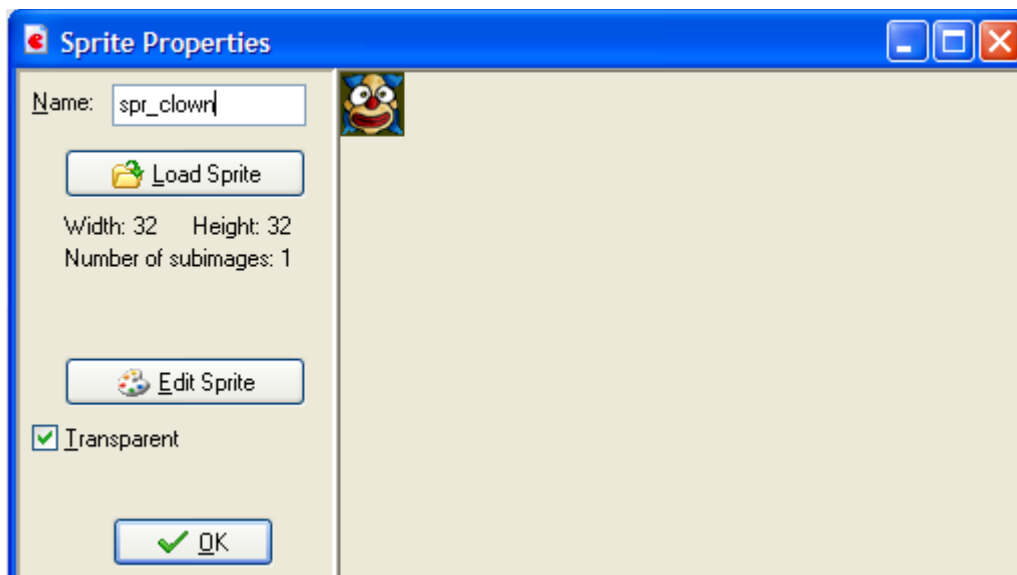 Sprite Properties
Name: spr_clown
Load Sprite
Width: 32 Height: 32
Number of subimages: 1
Edit Sprite
Transparent
OK